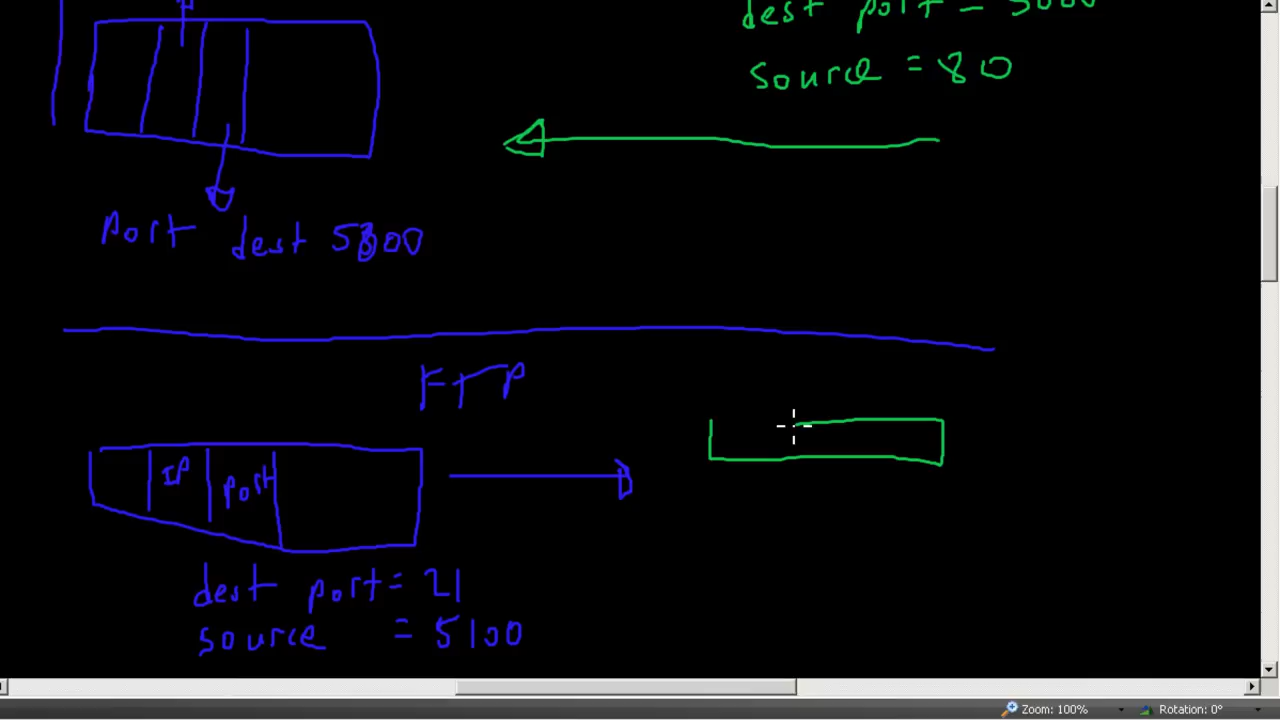 dest port = 5000
source = 80
Port dest 5000
FTP
IP port
dest port = 21
source = 5100
Zoom: 100% Rotation: 0°